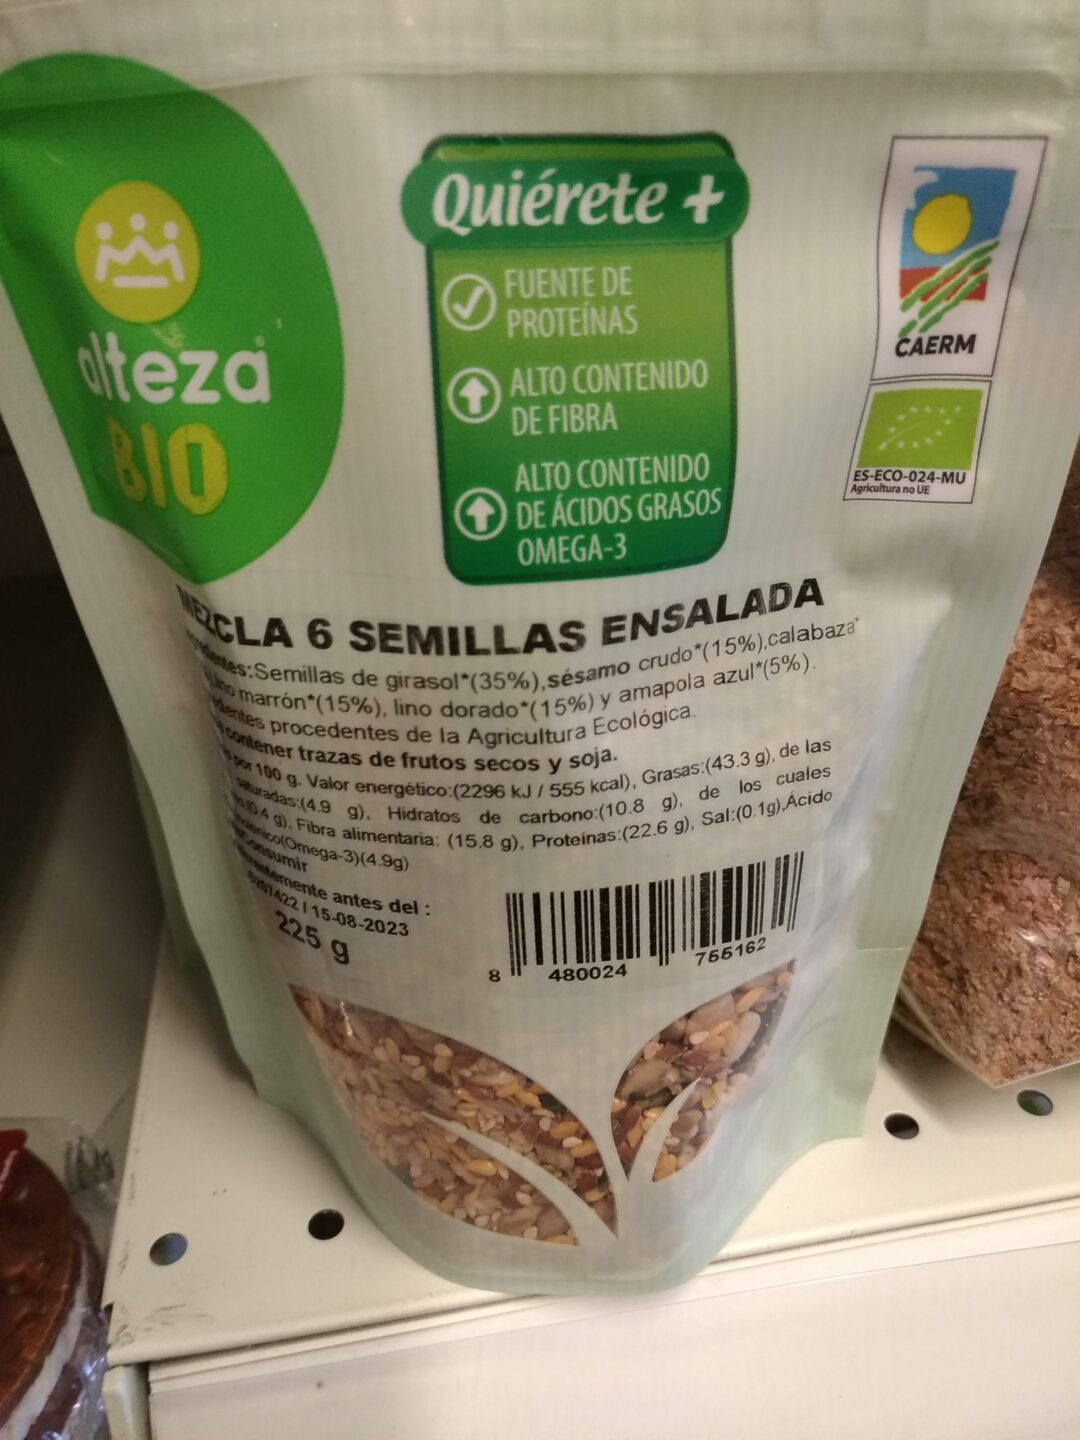 alteza
BIO
Quiérete +
FUENTE DE
PROTEÍNAS
ALTO CONTENIDO
DE FIBRA
ALTO CONTENIDO
DE ÁCIDOS GRASOS
OMEGA-3
CAERM
ES-ECO-024-MU
Agricultura no UE
MEZCLA 6 SEMILLAS ENSALADA
Semillas de girasol*(35%),sésamo crudo*(15%),calabaza*
lino marrón*(15%), lino dorado*(15%) y amapola azul*(5%).
procedentes de la Agricultura Ecológica.
contener trazas de frutos secos y soja.
por 100 g. Valor energético:(2296 kJ / 555 kcal), Grasas:(43.3 g), de las
saturadas:(4.9 g), Hidratos de carbono:(10.8 g), de los cuales
(0.4 g), Fibra alimentaria: (15.8 g), Proteínas:(22.6 g), Sal:(0.1g),Ácido
(Omega-3)(4.9g)
Consumir
antes del :
15-08-2023
225 g
8 480024 755162